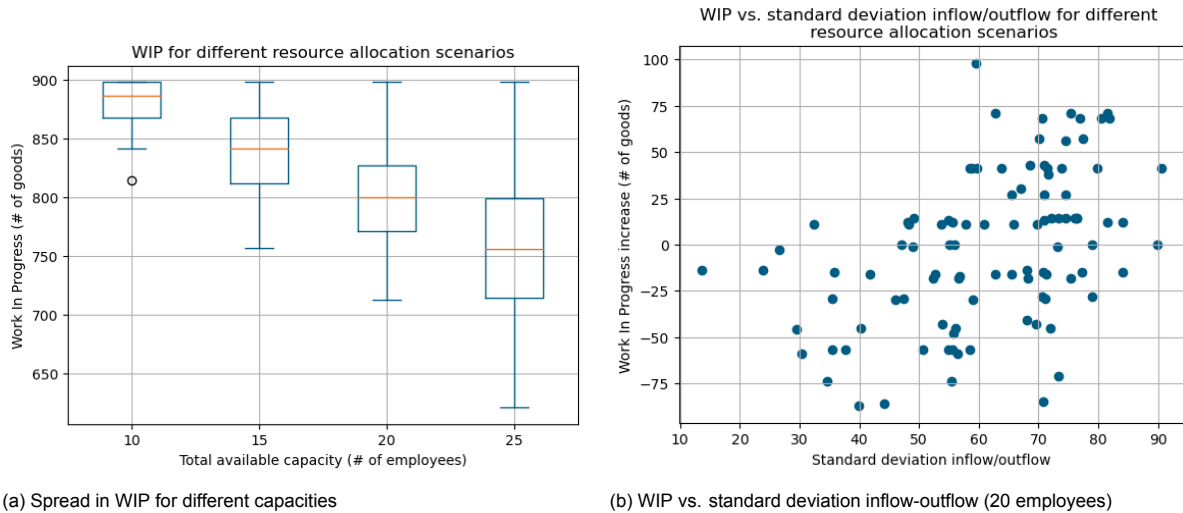 WIP for different resource allocation scenarios
900
850
800
750
700
650
Work In Progress (# of goods)
10 15 20 25
Total available capacity (# of employees)
(a) Spread in WIP for different capacities
WIP vs. standard deviation inflow/outflow for different
resource allocation scenarios
100
75
50
25
0
−25
−50
−75
Work In Progress increase (# of goods)
10 20 30 40 50 60 70 80 90
Standard deviation inflow/outflow
(b) WIP vs. standard deviation inflow-outflow (20 employees)